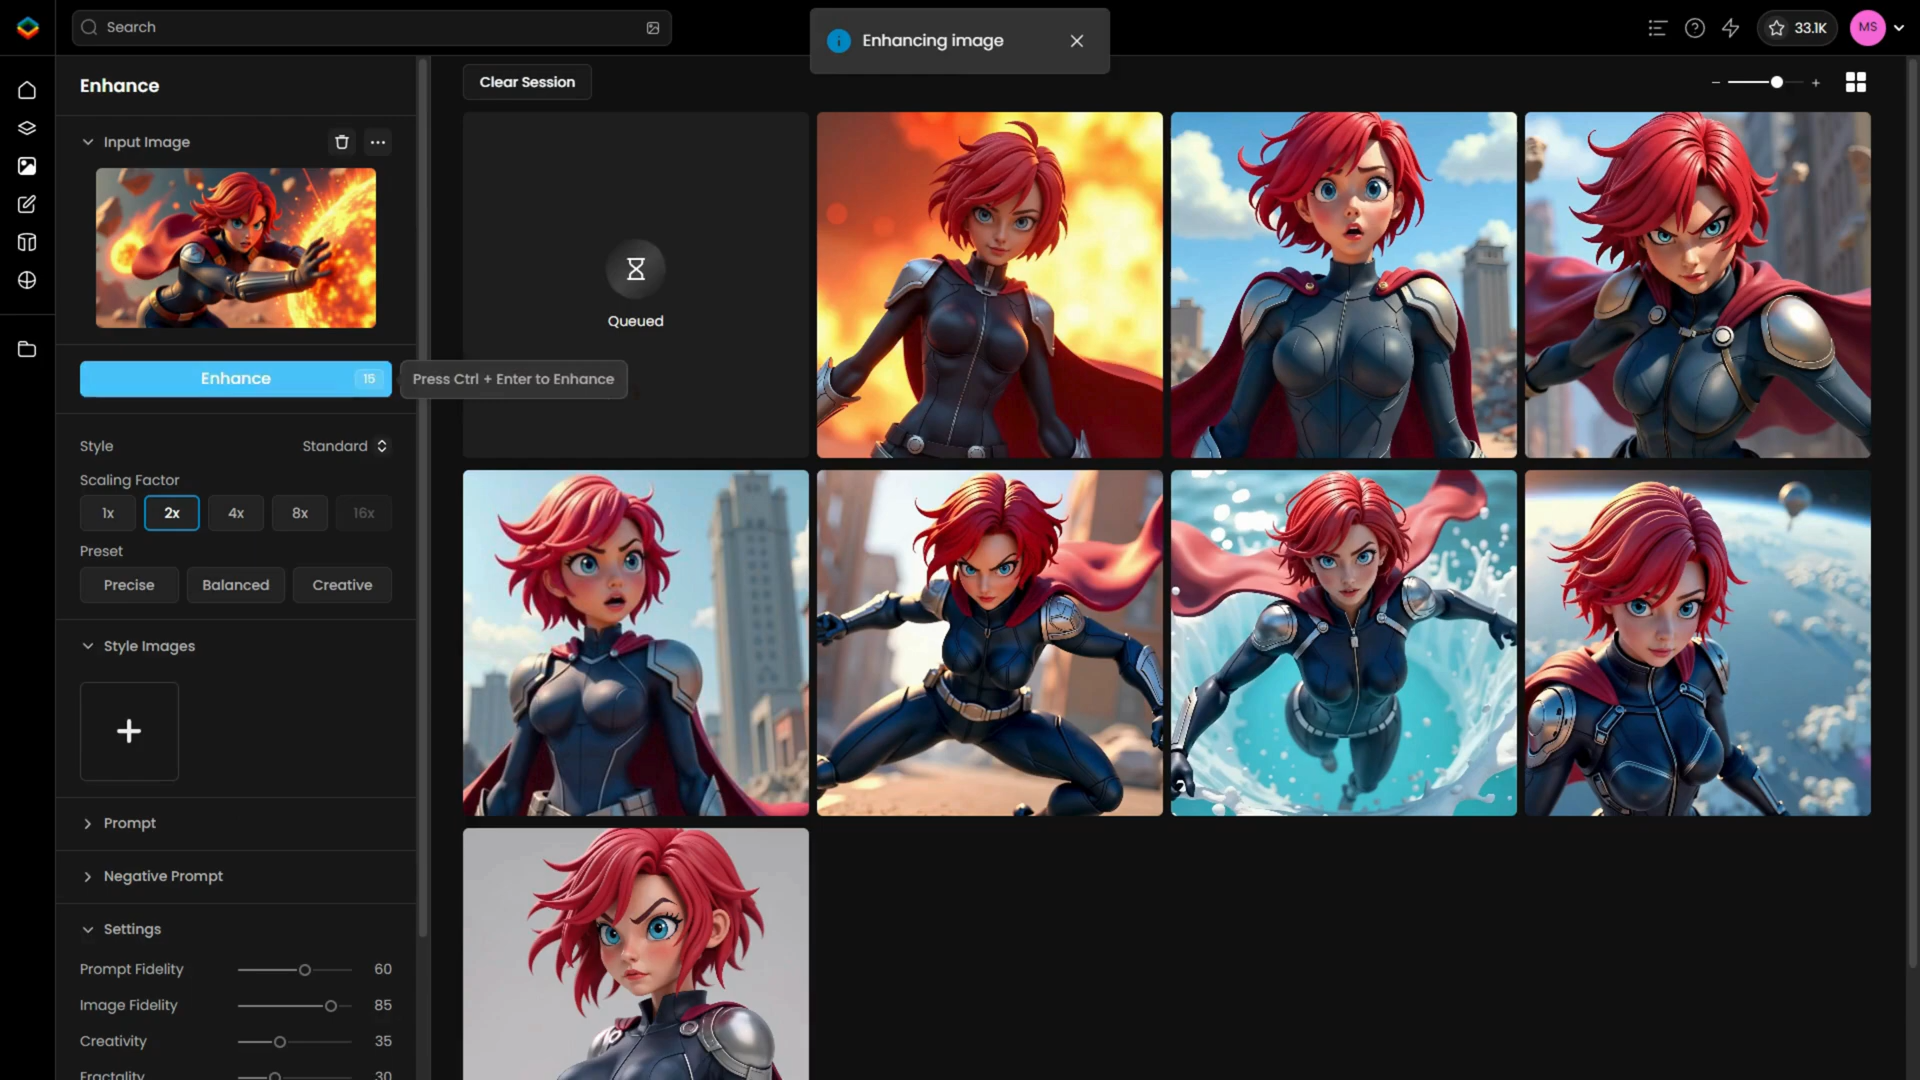 Search
Enhancing image
33.1K
MS
Enhance
Clear Session
Input Image
Queued
Enhance 15
Press Ctrl + Enter to Enhance
Style Standard
Scaling Factor
1x 2x 4x 8x 16x
Preset
Precise Balanced Creative
Style Images
Prompt
Negative Prompt
Settings
Prompt Fidelity 60
Image Fidelity 85
Creativity 35
Fractality 30